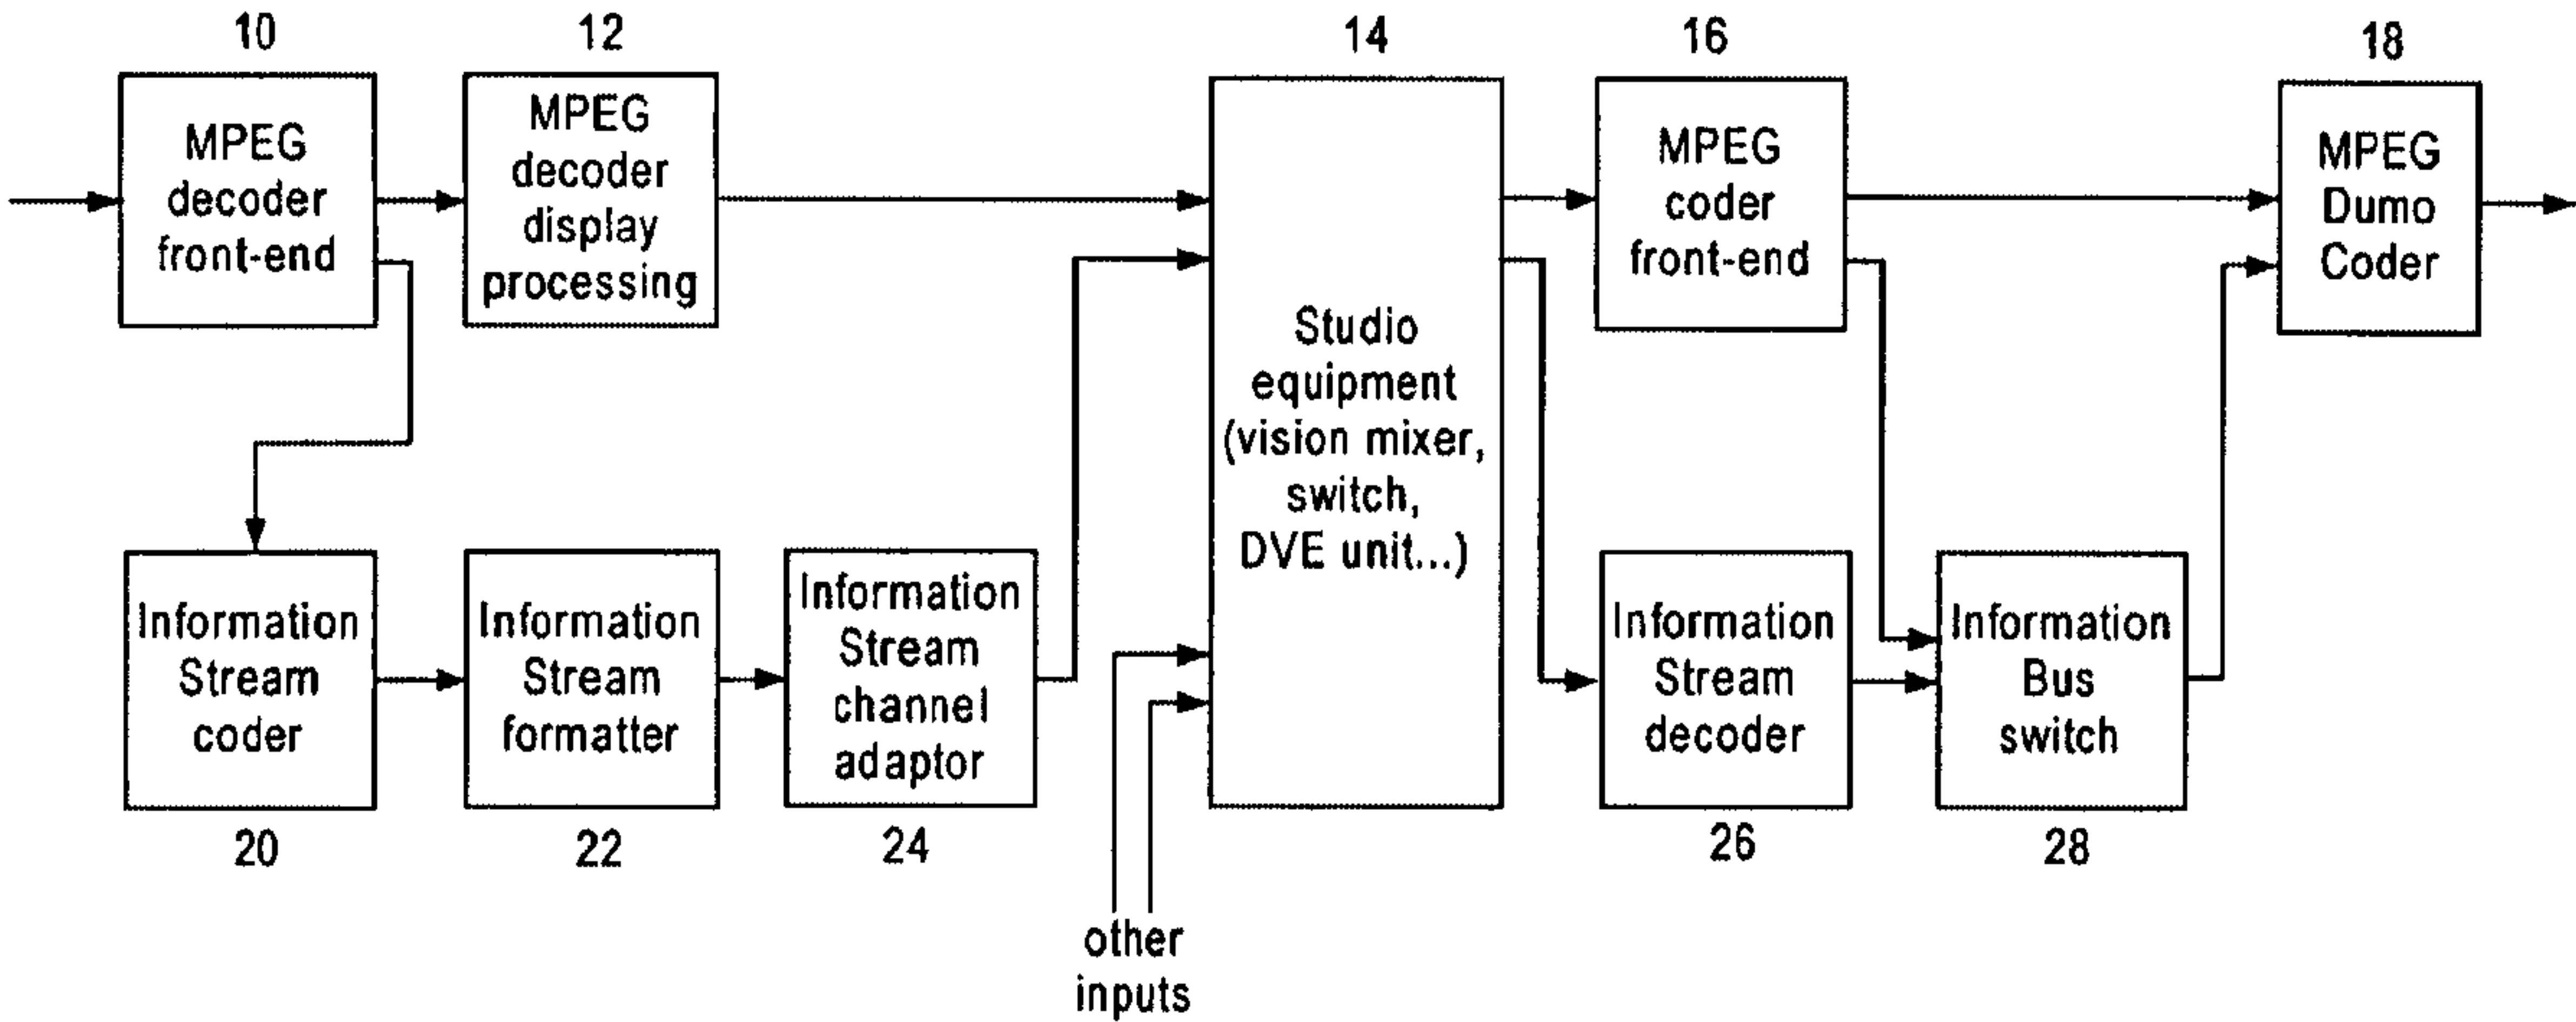 10
12
14
16
18
MPEG
decoder
front-end
MPEG
decoder
display
processing
Studio
equipment
(vision mixer,
switch,
DVE unit...)
MPEG
coder
front-end
MPEG
Dumo
Coder
Information
Stream
coder
Information
Stream
formatter
Information
Stream
channel
adaptor
Information
Stream
decoder
Information
Bus
switch
20
22
24
26
28
other
inputs